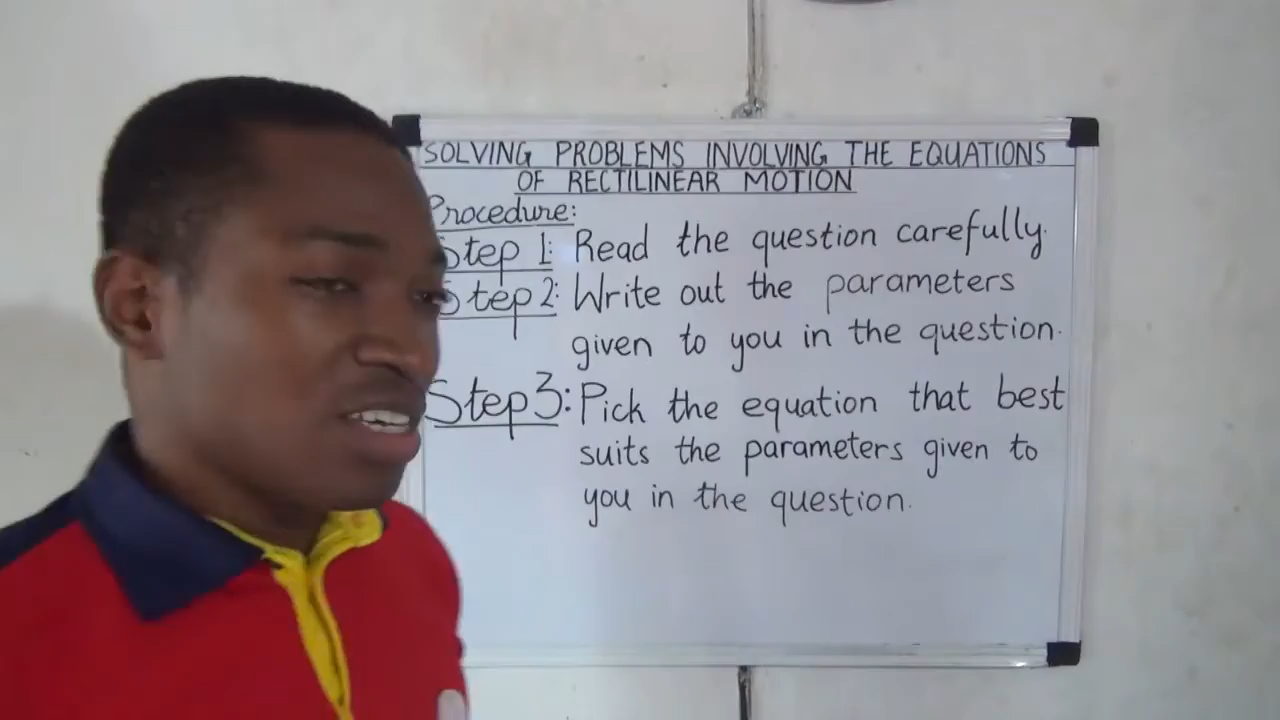 SOLVING PROBLEMS INVOLVING THE EQUATIONS
OF RECTILINEAR MOTION
Procedure:
Step 1: Read the question carefully.
Step 2: Write out the parameters
given to you in the question.
Step 3: Pick the equation that best
suits the parameters given to
you in the question.